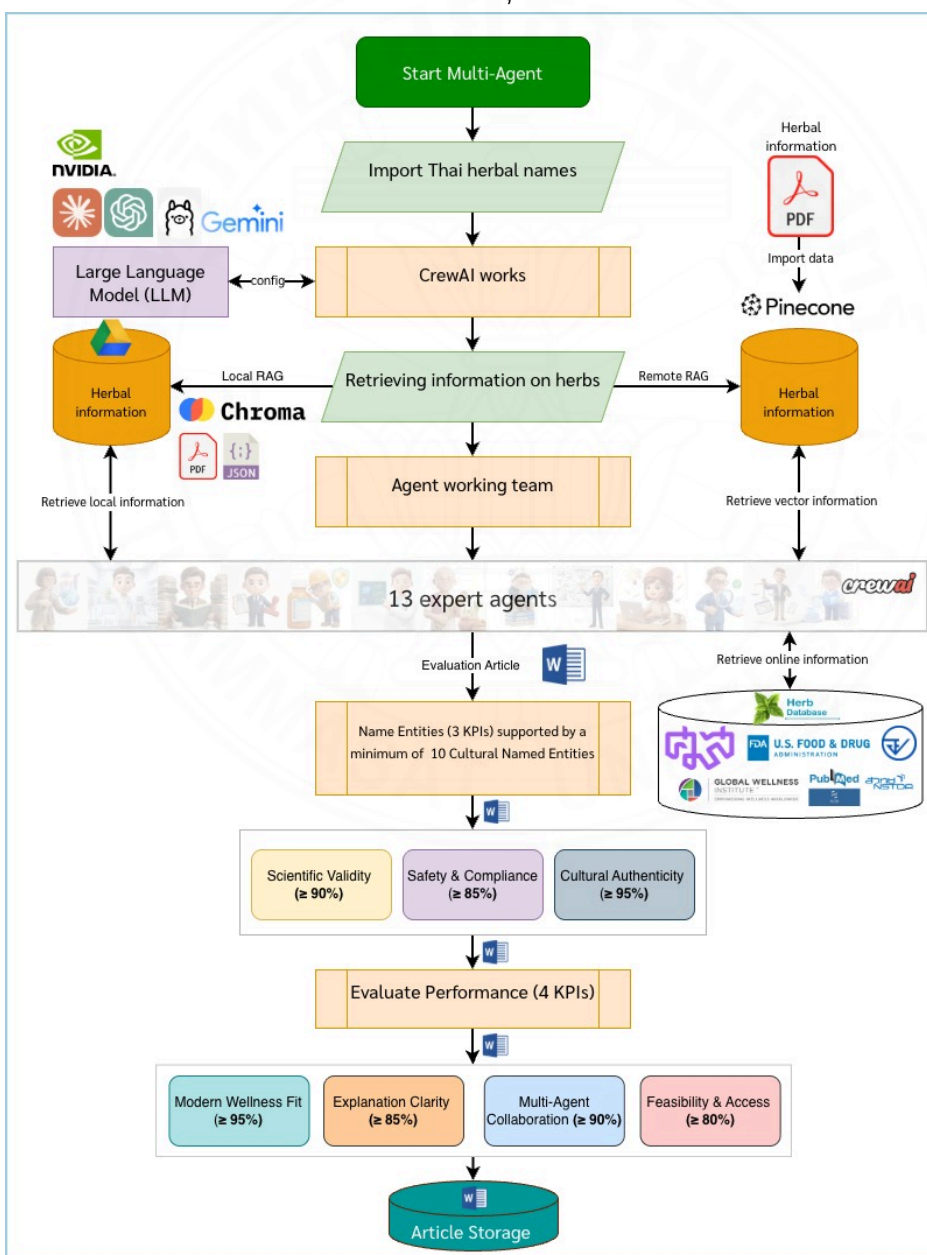 Start Multi-Agent
NVIDIA.
Import Thai herbal names
Herbal
information
PDF
Gemini
Large Language
Model (LLM)
config
CrewAI works
Import data
Pinecone
Herbal
information
Local RAG
Retrieving information on herbs
Remote RAG
Herbal
information
Chroma
PDF
{;}
JSON
Retrieve local information
Agent working team
Retrieve vector information
13 expert agents
crewai
Evaluation Article
W
Retrieve online information
Name Entities (3 KPIs) supported by a
minimum of 10 Cultural Named Entities
Herb
Database
FDA U.S. FOOD & DRUG
ADMINISTRATION
GLOBAL WELLNESS
INSTITUTE™
EMPOWERING WELLNESS WORLDWIDE
PubMed
W
Scientific Validity
(≥ 90%)
Safety & Compliance
(≥ 85%)
Cultural Authenticity
(≥ 95%)
W
Evaluate Performance (4 KPIs)
W
Modern Wellness Fit
(≥ 95%)
Explanation Clarity
(≥ 85%)
Multi-Agent
Collaboration (≥ 90%)
Feasibility & Access
(≥ 80%)
W
Article Storage